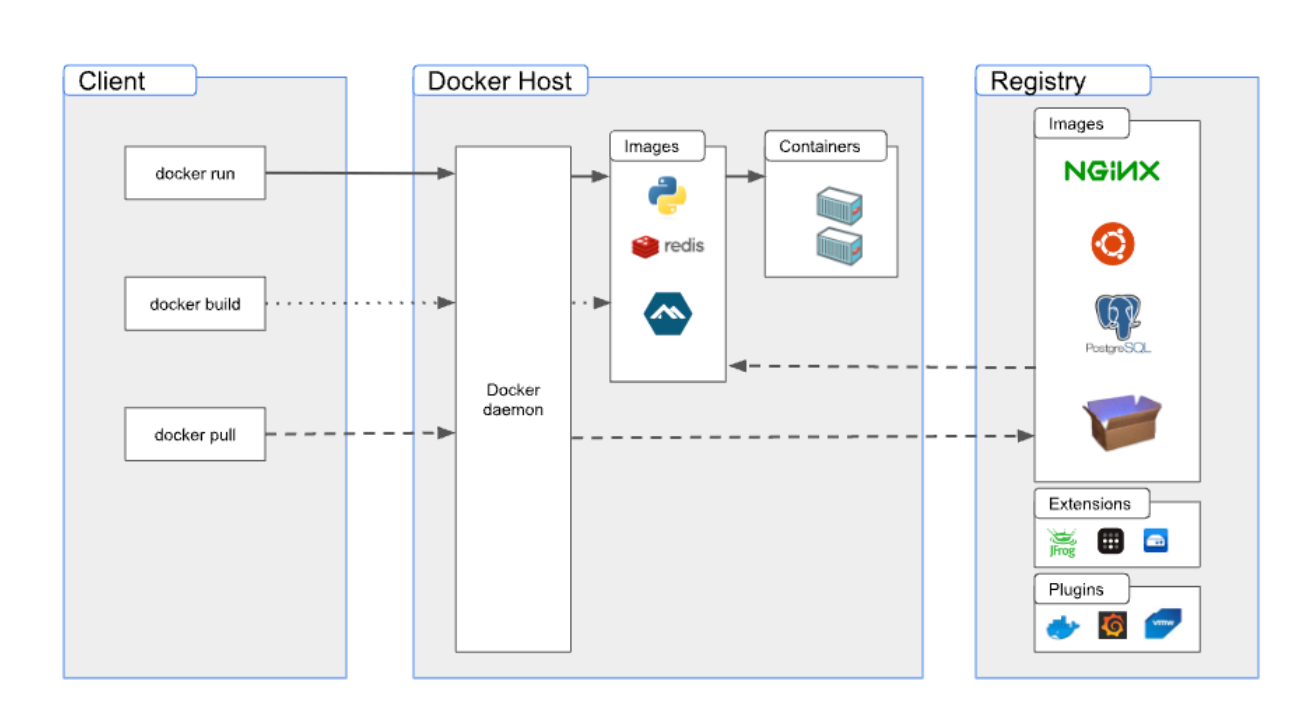 Client
docker run
docker build
docker pull
Docker Host
Docker
daemon
Images
redis
Containers
Registry
Images
NGINX
PostgreSQL
Extensions
JFrog
Plugins
vmw